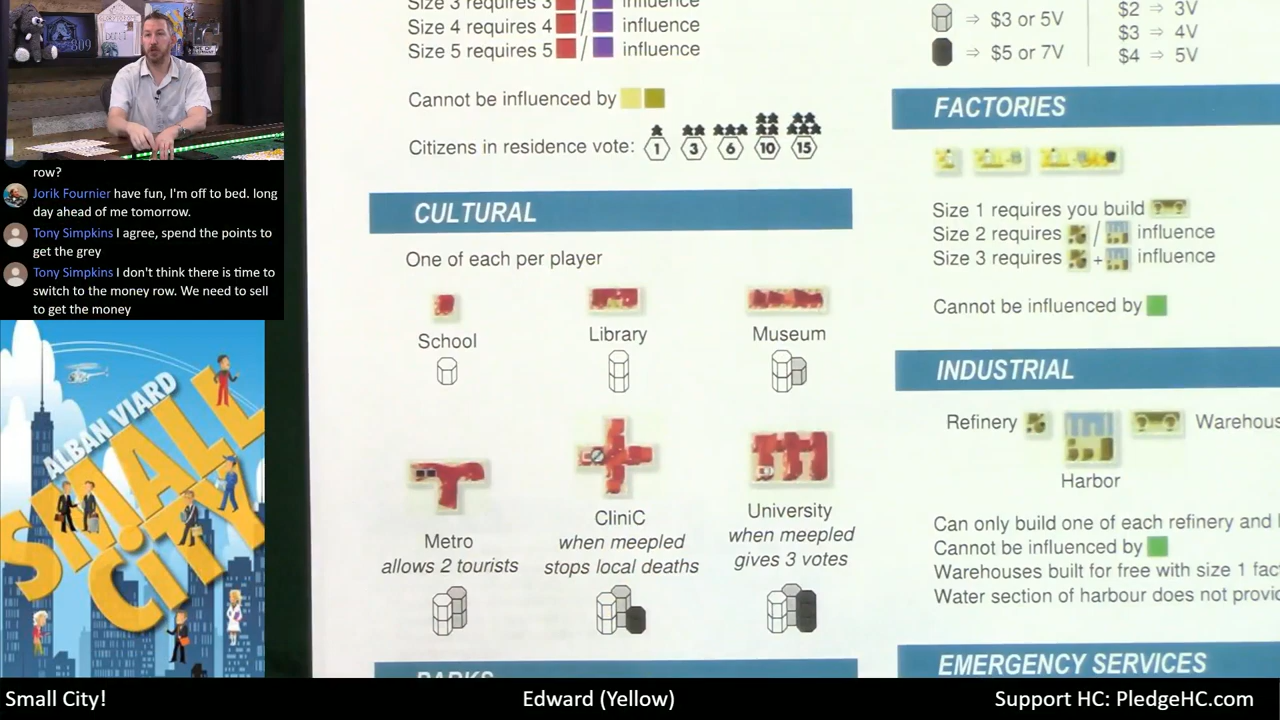 809
row?
Jorik Fournier have fun, I'm off to bed. long
day ahead of me tomorrow.
Tony Simpkins I agree, spend the points to
get the grey
Tony Simpkins I don't think there is time to
switch to the money row. We need to sell
to get the money
ALBAN VIARD
SMALL
CITY
Size 3 requires 3 / influence
Size 4 requires 4 / influence
Size 5 requires 5 / influence
Cannot be influenced by
Citizens in residence vote: 1 3 6 10 15
CULTURAL
One of each per player
School
Library
Museum
Metro
allows 2 tourists
CliniC
when meepled
stops local deaths
University
when meepled
gives 3 votes
⇒ $3 or 5V
⇒ $5 or 7V
$2 ⇒ 3V
$3 ⇒ 4V
$4 ⇒ 5V
FACTORIES
Size 1 requires you build
Size 2 requires / influence
Size 3 requires + influence
Cannot be influenced by
INDUSTRIAL
Refinery
Harbor
Can only build one of each refinery and
Cannot be influenced by
Warehouses built for free with size 1
Water section of harbour does not
EMERGENCY SERVICES
Small City!
Edward (Yellow)
Support HC: PledgeHC.com